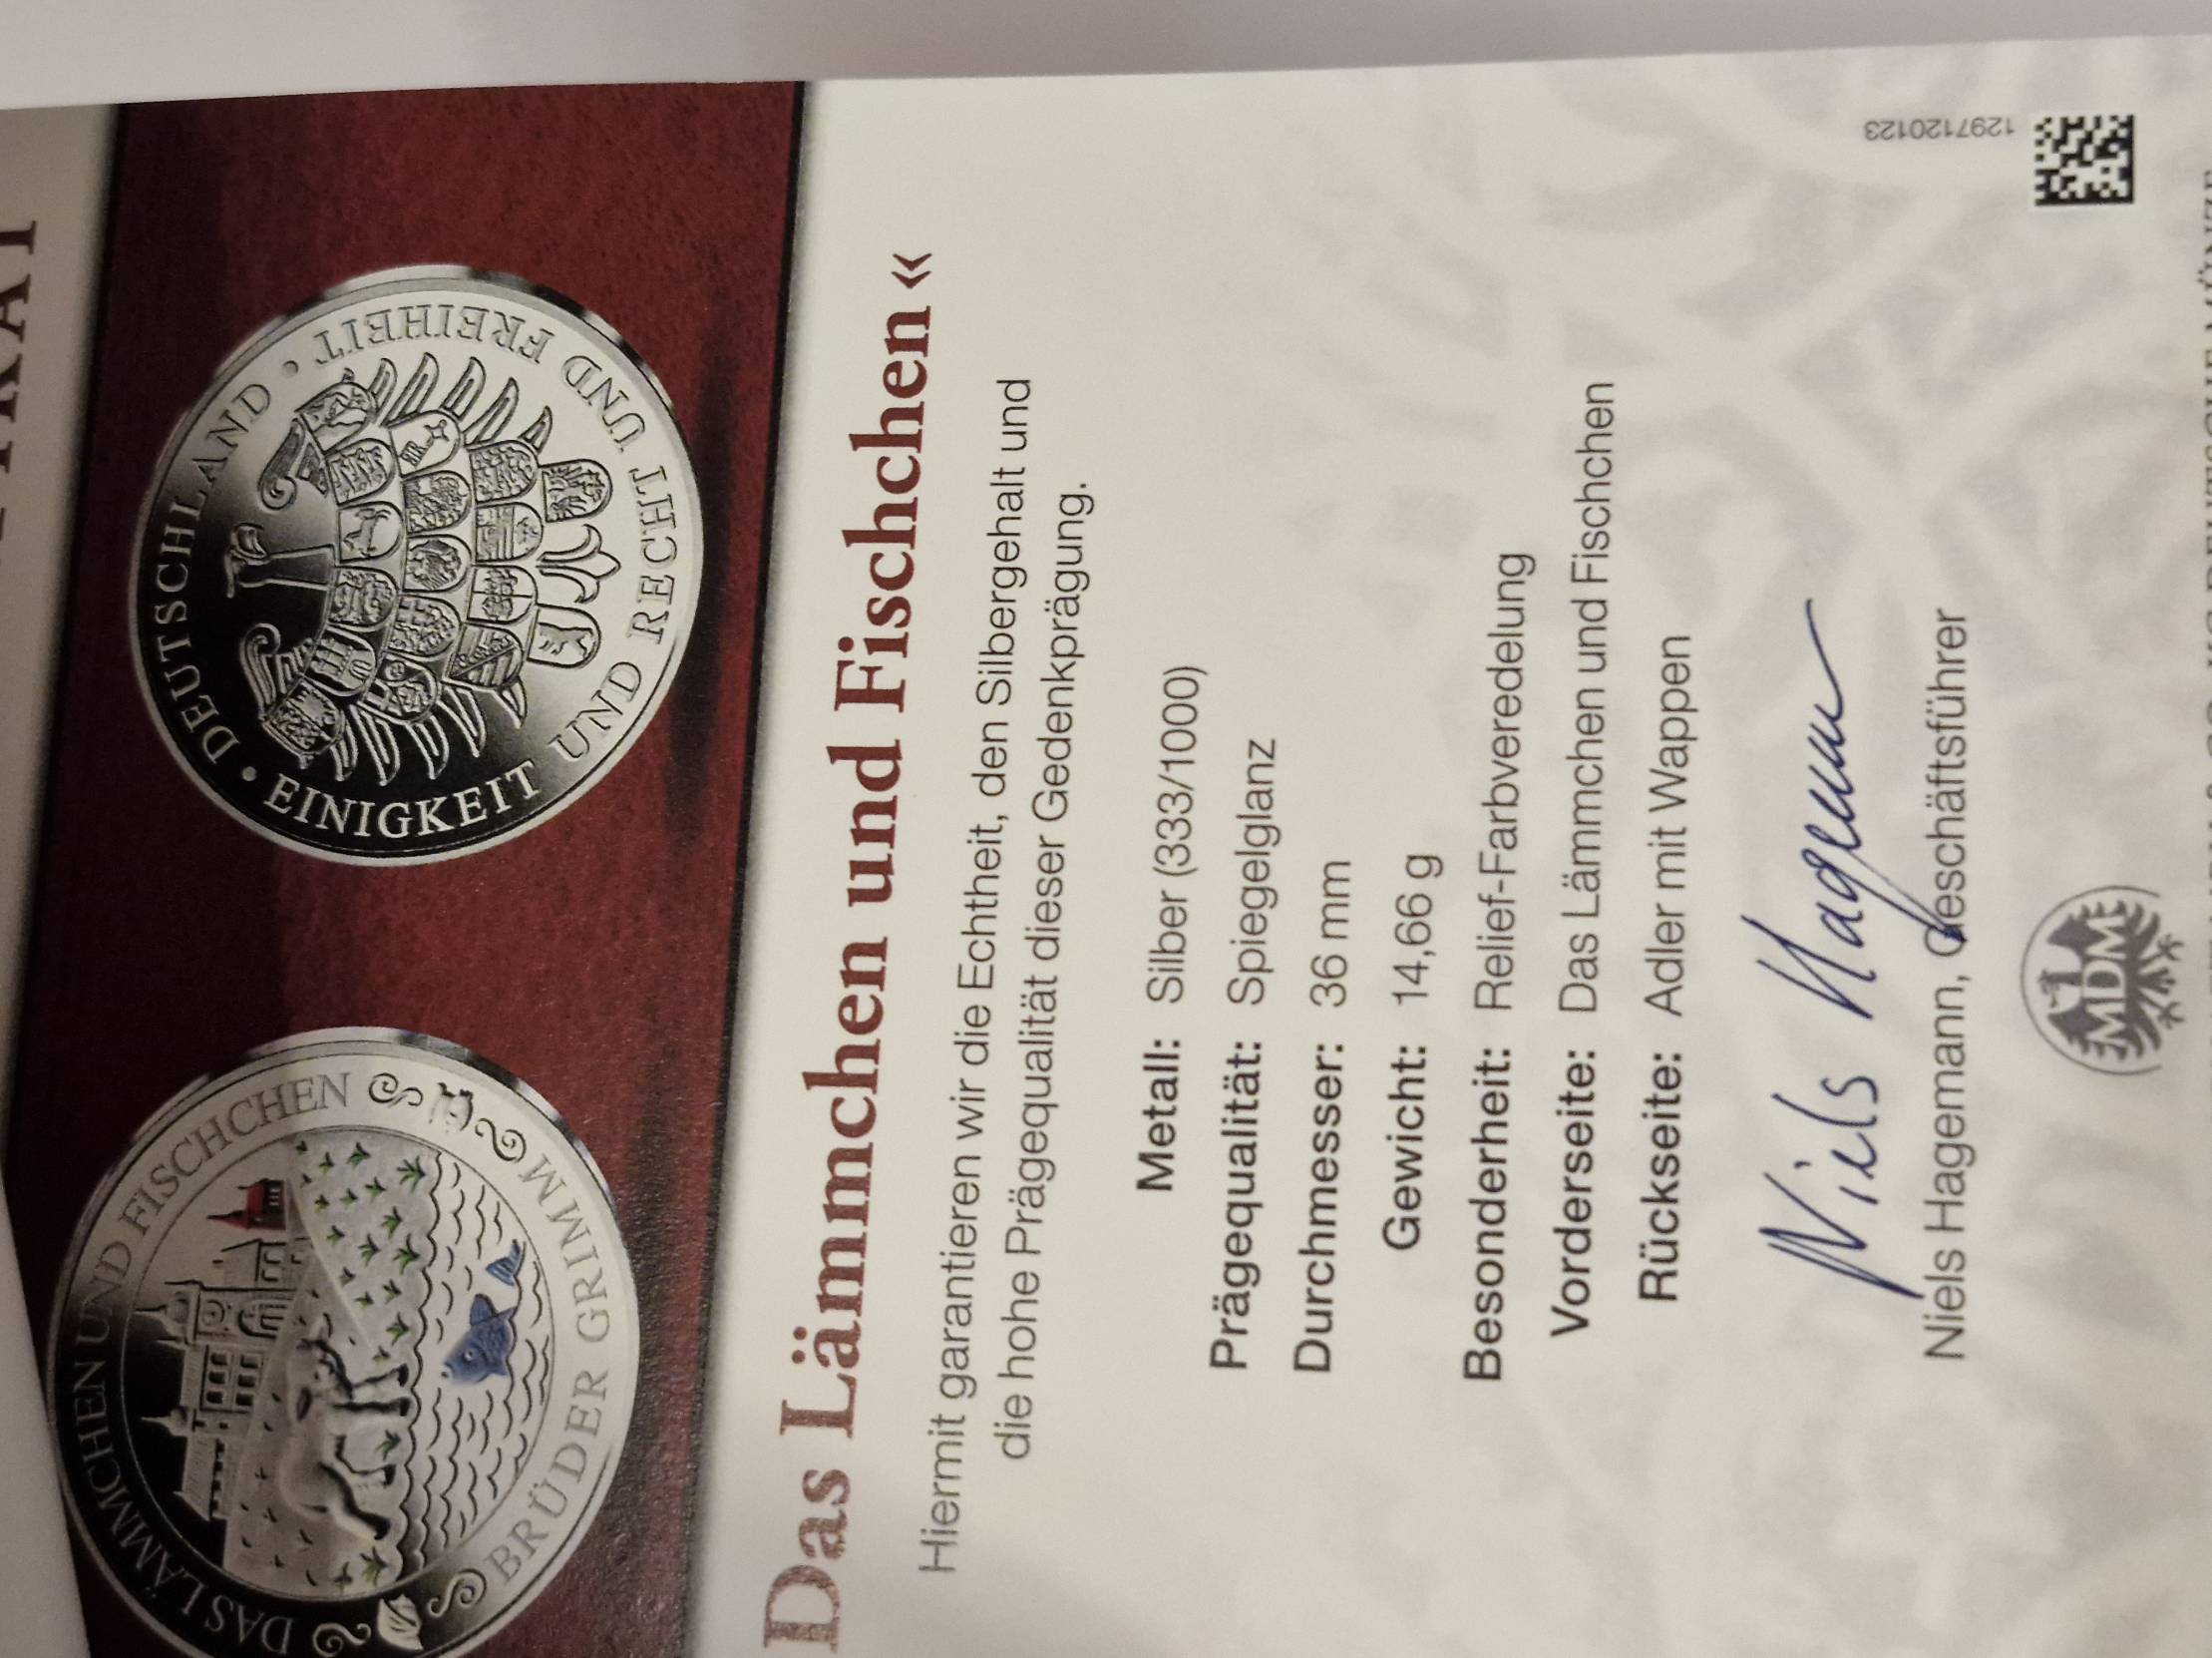 DAS LÄMMCHEN UND FISCHCHEN
BRÜDER GRIMM
DEUTSCHLAND
EINIGKEIT UND RECHT UND FREIHEIT
Das Lämmchen und Fischchen «
Hiermit garantieren wir die Echtheit, den Silbergehalt und
die hohe Prägequalität dieser Gedenkprägung.
Metall: Silber (333/1000)
Prägequalität: Spiegelglanz
Durchmesser: 36 mm
Gewicht: 14,66 g
Besonderheit: Relief-Farbveredelung
Vorderseite: Das Lämmchen und Fischchen
Rückseite: Adler mit Wappen
Niels Hagemann
Niels Hagemann, Geschäftsführer
1297120123
MDM